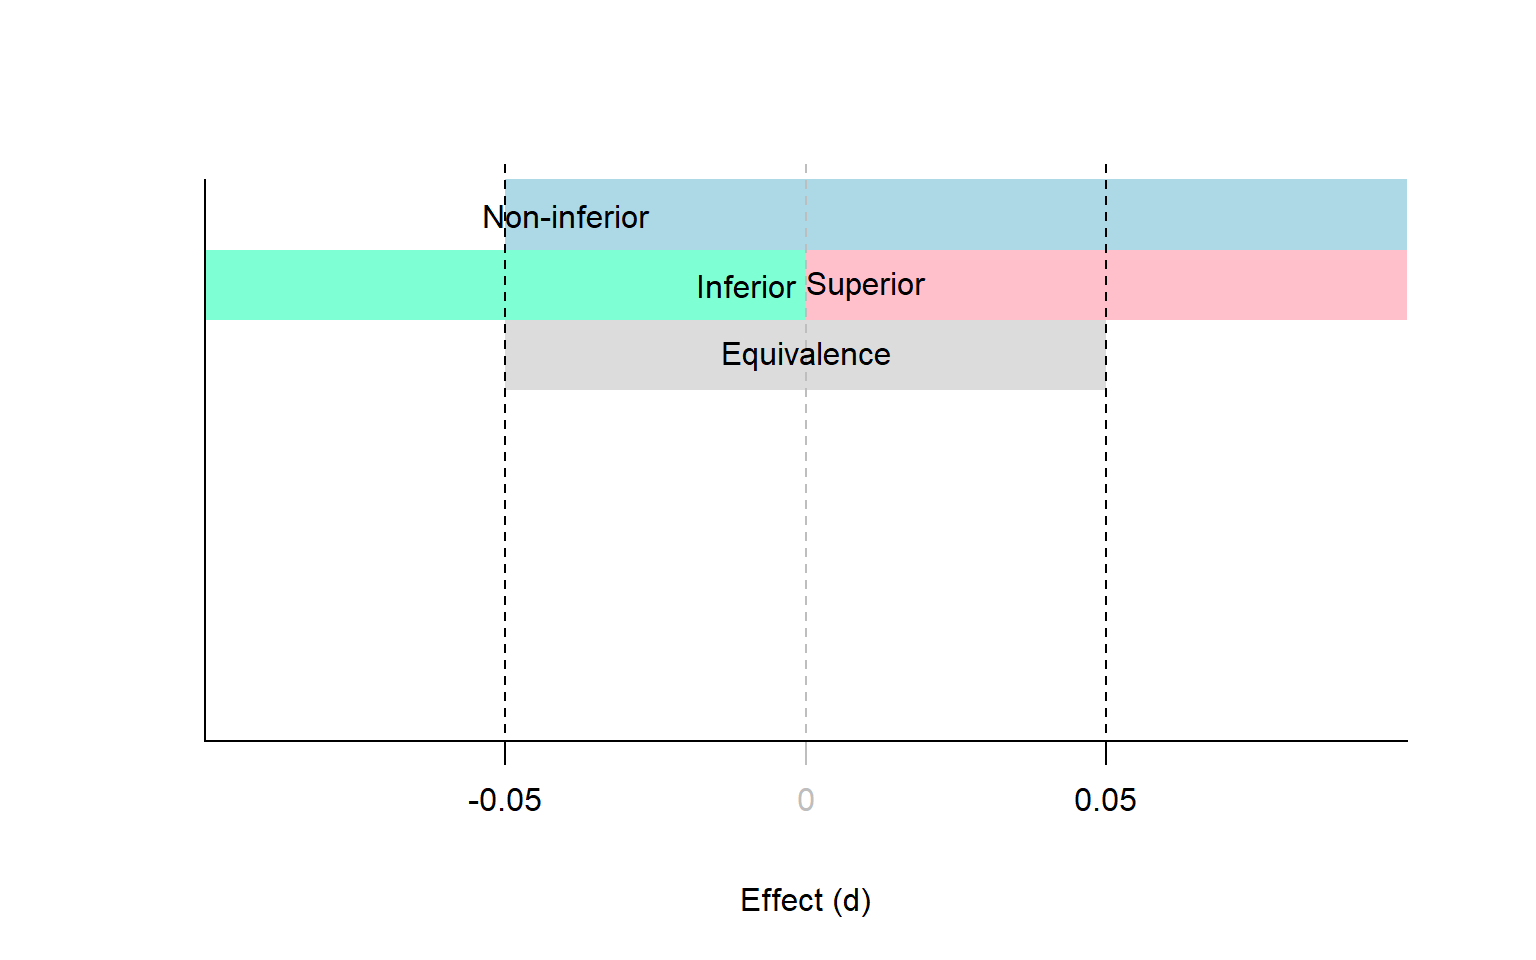 Non-inferior
Inferior Superior
Equivalence
-0.05 0 0.05
Effect (d)